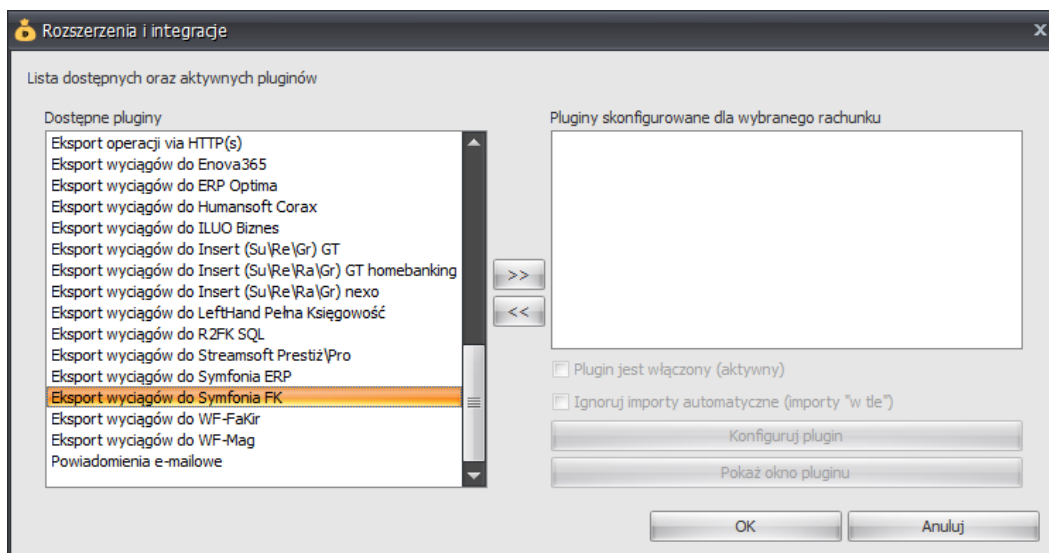 Rozszerzenia i integracje
x
Lista dostępnych oraz aktywnych pluginów
Dostępne pluginy
Eksport operacji via HTTP(s)
Eksport wyciągów do Enova365
Eksport wyciągów do ERP Optima
Eksport wyciągów do Humansoft Corax
Eksport wyciągów do ILUO Biznes
Eksport wyciągów do Insert (Su\Re\Gr) GT
Eksport wyciągów do Insert (Su\Re\Ra\Gr) GT homebanking
Eksport wyciągów do Insert (Su\Re\Ra\Gr) nexo
Eksport wyciągów do LeftHand Pełna Księgowość
Eksport wyciągów do R2FK SQL
Eksport wyciągów do Streamsoft Prestiż\Pro
Eksport wyciągów do Symfonia ERP
Eksport wyciągów do Symfonia FK
Eksport wyciągów do WF-FaKir
Eksport wyciągów do WF-Mag
Powiadomienia e-mailowe
>>
<<
Pluginy skonfigurowane dla wybranego rachunku
Plugin jest włączony (aktywny)
Ignoruj importy automatyczne (importy "w tle")
Konfiguruj plugin
Pokaż okno pluginu
OK
Anuluj